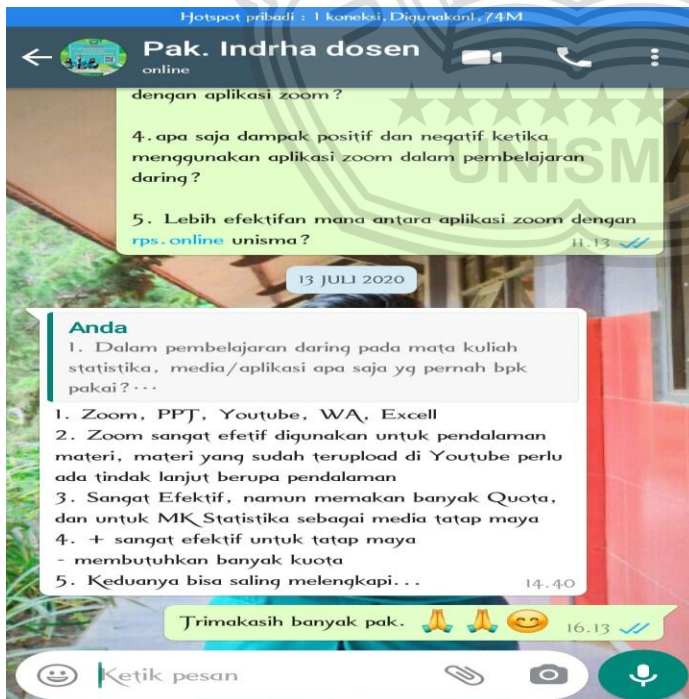 Hotspot pribadi : 1 koneksi, Digunakan1,74M
Pak. Indrha dosen
online
UNISMA
dengan aplikasi zoom?
4. apa saja dampak positif dan negatif ketika
menggunakan aplikasi zoom dalam pembelajaran
daring?
5. Lebih efektifan mana antara aplikasi zoom dengan
rps.online unisma?
11.13
13 JULI 2020
Anda
1. Dalam pembelajaran daring pada mata kuliah
statistika, media/aplikasi apa saja yg pernah bpk
pakai?...
1. Zoom, PPT, Youtube, WA, Excell
2. Zoom sangat efetif digunakan untuk pendalaman
materi, materi yang sudah terupload di Youtube perlu
ada tindak lanjut berupa pendalaman
3. Sangat Efektif, namun memakan banyak Quota,
dan untuk MK Statistika sebagai media tatap maya
4. + sangat efektif untuk tatap maya
- membutuhkan banyak kuota
5. Keduanya bisa saling melengkapi...
14.40
Trimakasih banyak pak. 🙏 🙏 😊
16.13
Ketik pesan